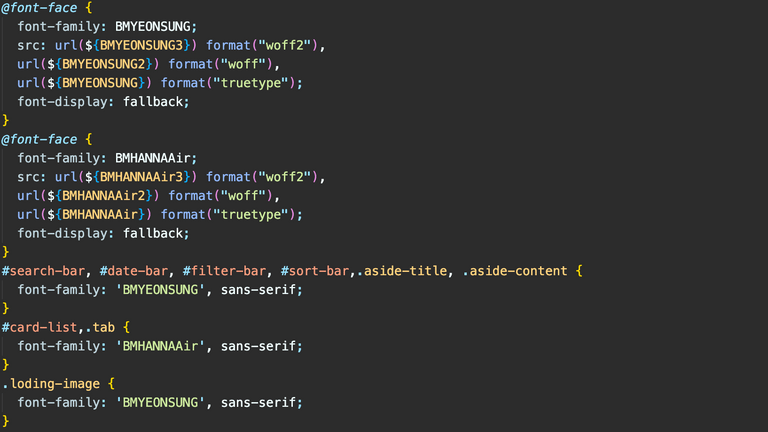 @font-face {
  font-family: BMYEONSUNG;
  src: url(${BMYEONSUNG3}) format("woff2"),
  url(${BMYEONSUNG2}) format("woff"),
  url(${BMYEONSUNG}) format("truetype");
  font-display: fallback;
}
@font-face {
  font-family: BMHANNAAir;
  src: url(${BMHANNAAir3}) format("woff2"),
  url(${BMHANNAAir2}) format("woff"),
  url(${BMHANNAAir}) format("truetype");
  font-display: fallback;
}
#search-bar, #date-bar, #filter-bar, #sort-bar,.aside-title, .aside-content {
  font-family: 'BMYEONSUNG', sans-serif;
}
#card-list,.tab {
  font-family: 'BMHANNAAir', sans-serif;
}
.loding-image {
  font-family: 'BMYEONSUNG', sans-serif;
}